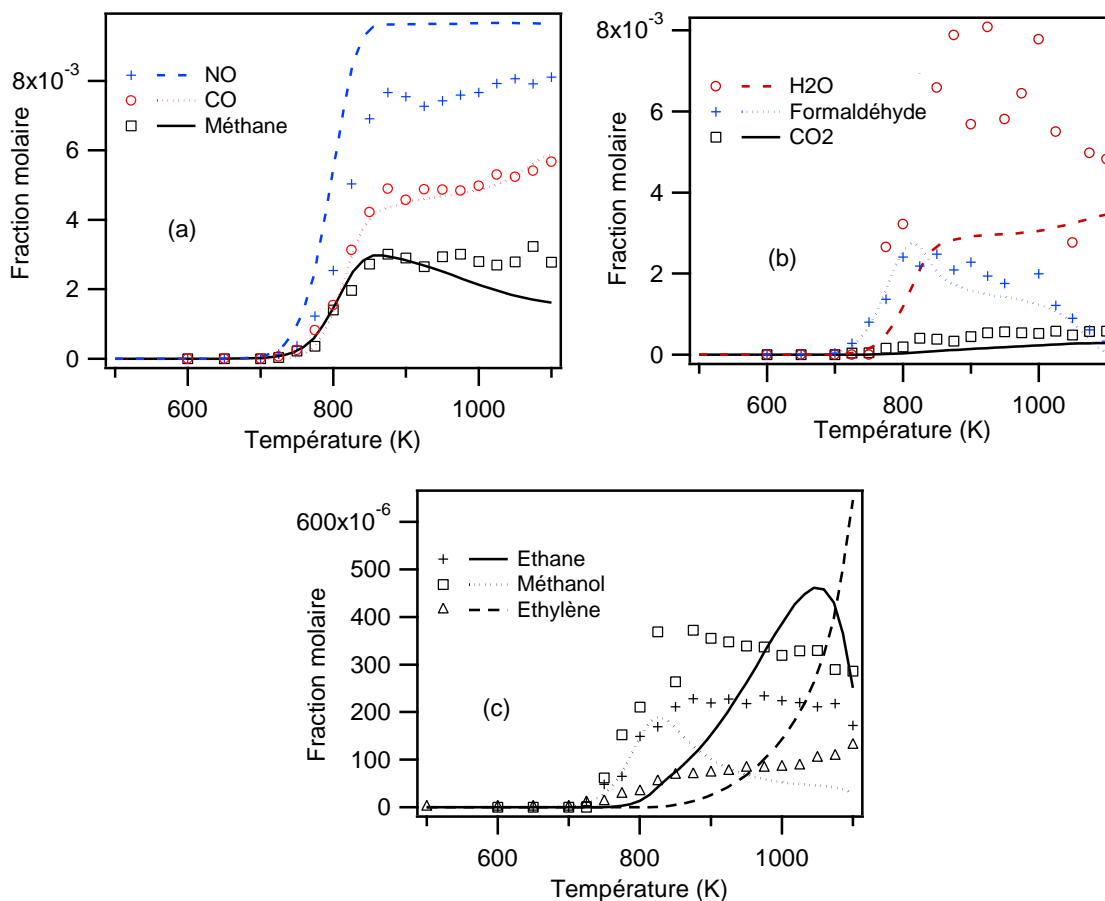 8x10-3
6
4
2
0
Fraction molaire
NO
CO
Méthane
(a)
600
800
1000
Température (K)
8x10-3
6
4
2
0
Fraction molaire
H2O
Formaldéhyde
CO2
(b)
600
800
1000
Température (K)
600x10-6
500
400
300
200
100
0
Fraction molaire
Ethane
Méthanol
Ethylène
(c)
600
800
1000
Température (K)